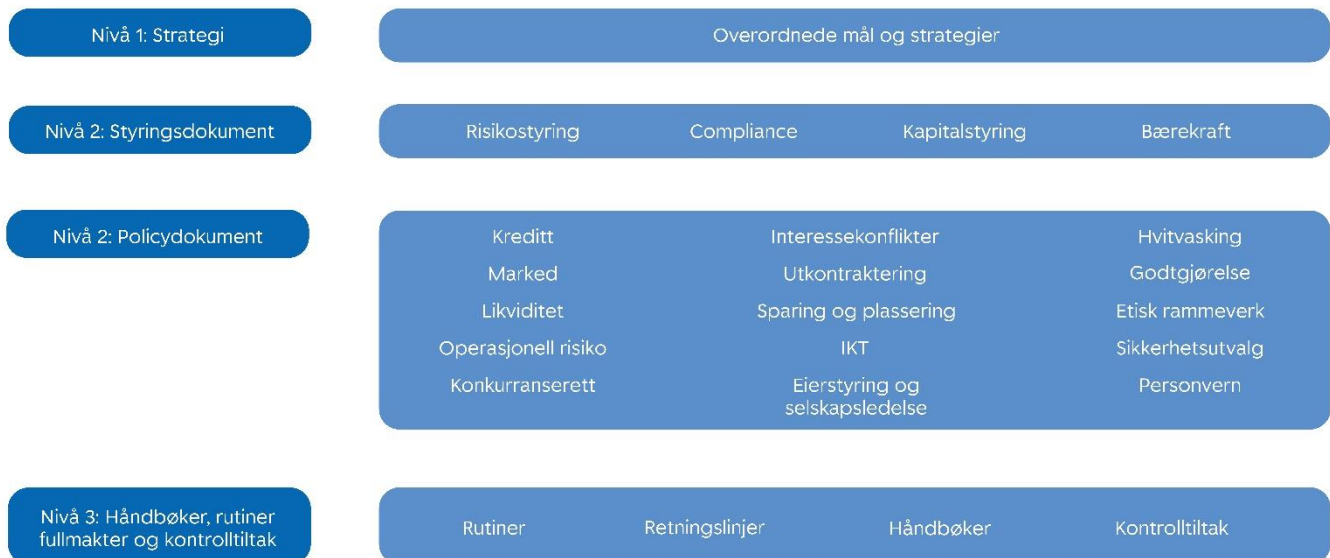 Nivå 1: Strategi
Overordnede mål og strategier
Nivå 2: Styringsdokument
Risikostyring
Compliance
Kapitalstyring
Bærekraft
Nivå 2: Policydokument
Kreditt
Interessekonflikter
Hvitvasking
Marked
Utkontraktering
Godtgjørelse
Likviditet
Sparing og plassering
Etisk rammeverk
Operasjonell risiko
IKT
Sikkerhetsutvalg
Konkurranserett
Eierstyring og
selskapsledelse
Personvern
Nivå 3: Håndbøker, rutiner
fullmakter og kontrolltiltak
Rutiner
Retningslinjer
Håndbøker
Kontrolltiltak